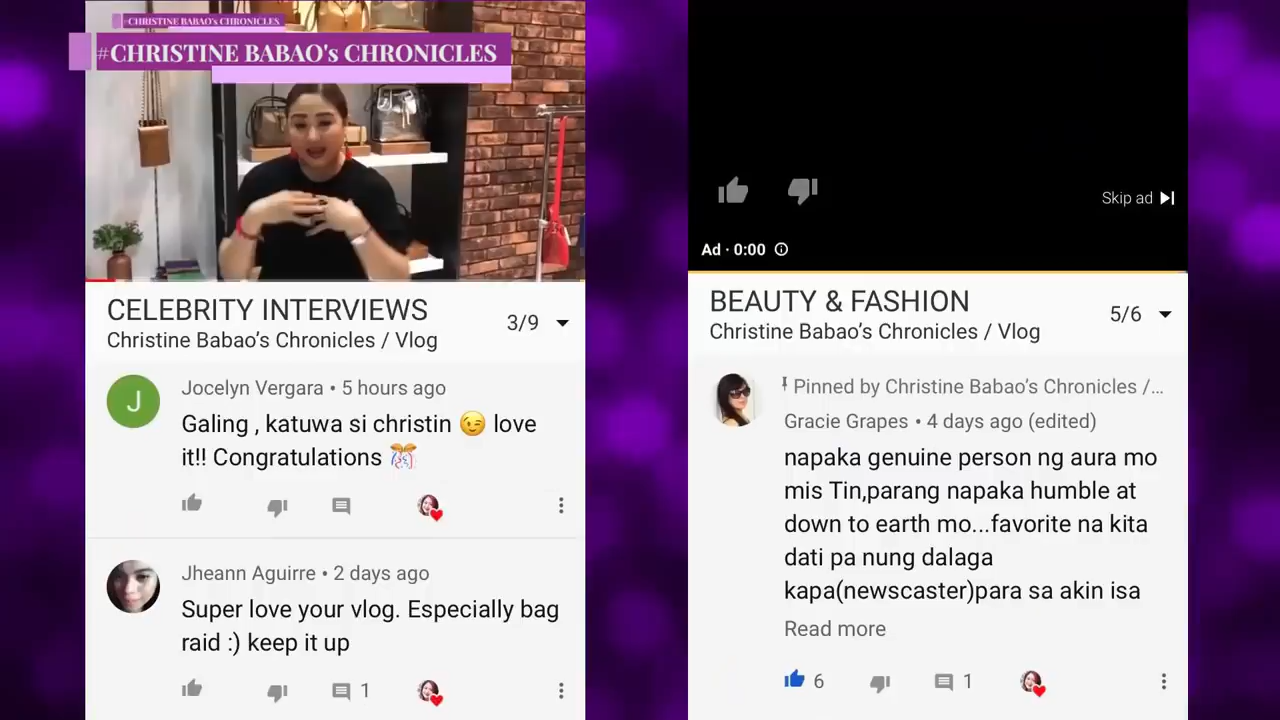 #CHRISTINE BABAO's CHRONICLES
#CHRISTINE BABAO's CHRONICLES
CELEBRITY INTERVIEWS
3/9
Christine Babao’s Chronicles / Vlog
J
Jocelyn Vergara • 5 hours ago
Galing , katuwa si christin 😉 love
it!! Congratulations 🎊
Jheann Aguirre • 2 days ago
Super love your vlog. Especially bag
raid :) keep it up
1
Skip ad
Ad · 0:00
BEAUTY & FASHION
5/6
Christine Babao’s Chronicles / Vlog
Pinned by Christine Babao’s Chronicles /...
Gracie Grapes • 4 days ago (edited)
napaka genuine person ng aura mo
mis Tin,parang napaka humble at
down to earth mo...favorite na kita
dati pa nung dalaga
kapa(newscaster)para sa akin isa
Read more
6
1